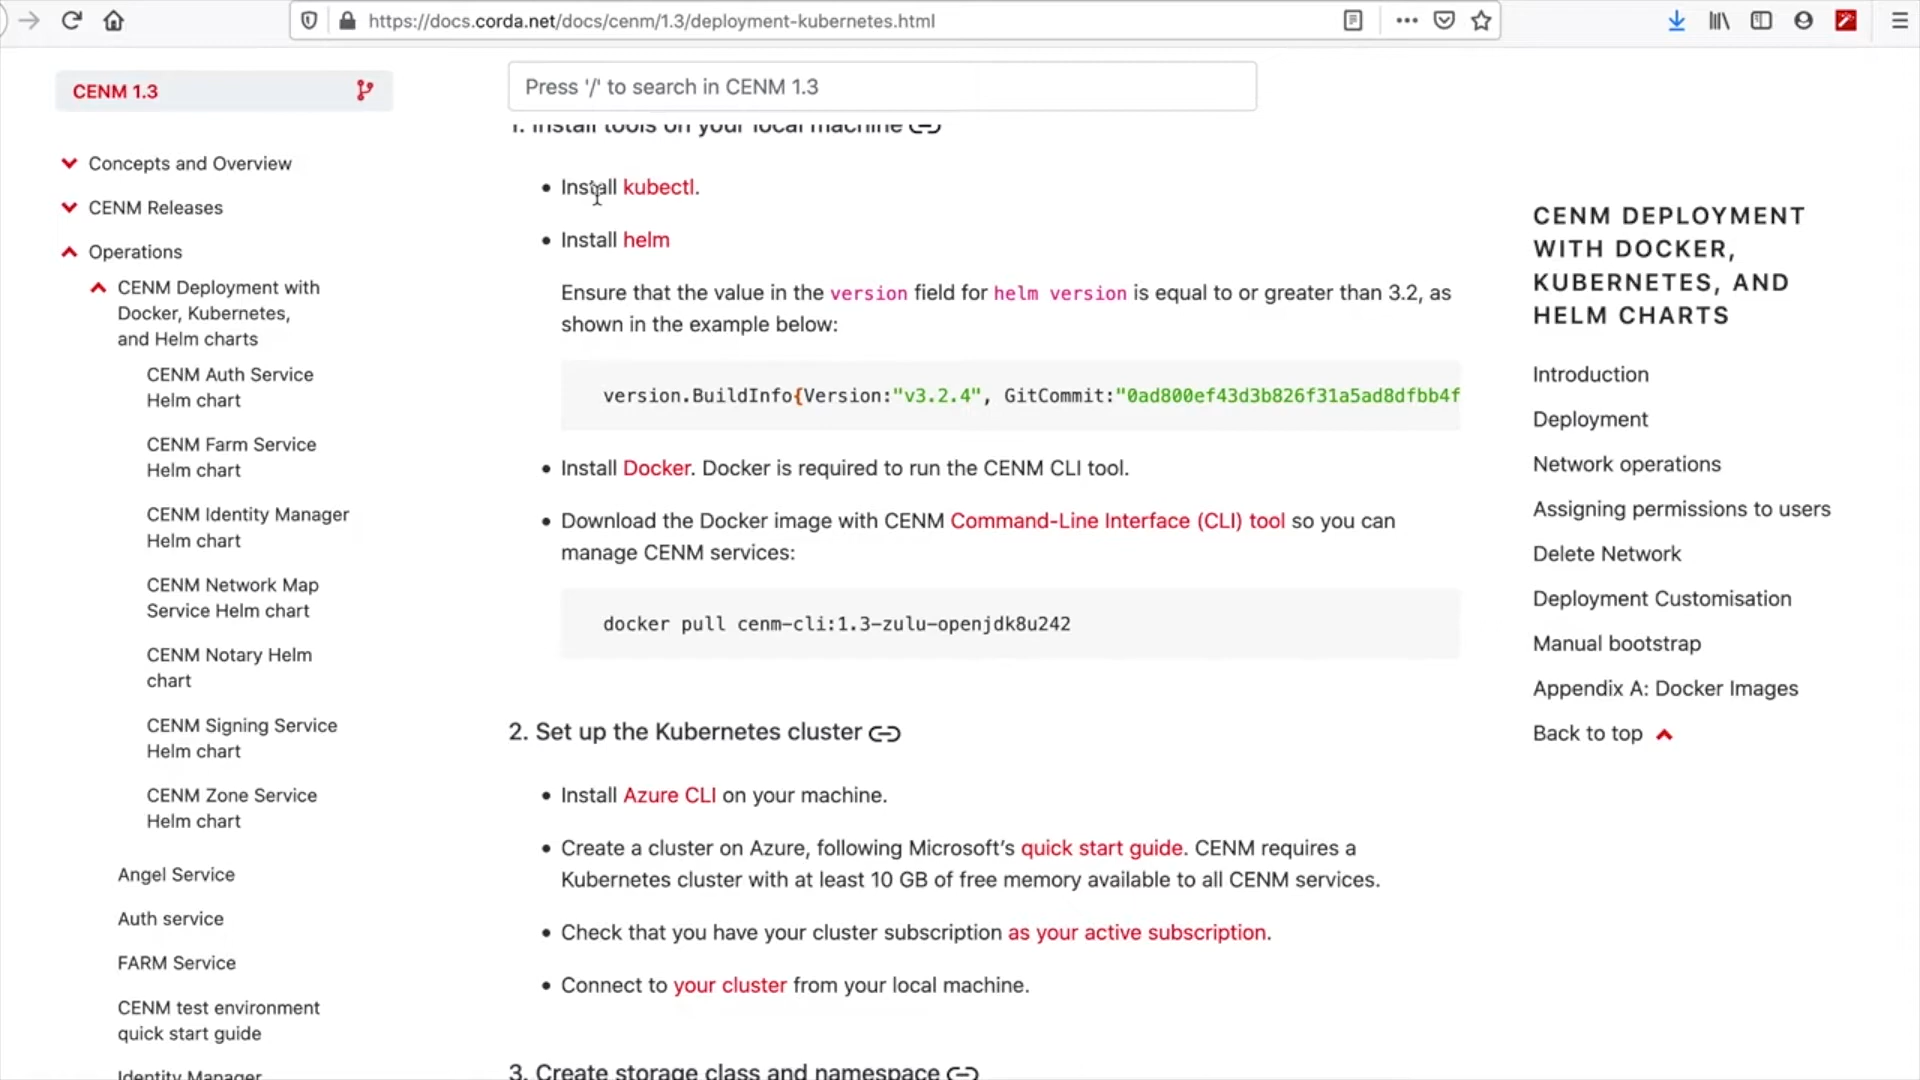 https://docs.corda.net/docs/cenm/1.3/deployment-kubernetes.html
CENM 1.3
Concepts and Overview
CENM Releases
Operations
CENM Deployment with
Docker, Kubernetes,
and Helm charts
CENM Auth Service
Helm chart
CENM Farm Service
Helm chart
CENM Identity Manager
Helm chart
CENM Network Map
Service Helm chart
CENM Notary Helm
chart
CENM Signing Service
Helm chart
CENM Zone Service
Helm chart
Angel Service
Auth service
FARM Service
CENM test environment
quick start guide
Identity Manager
Press '/' to search in CENM 1.3
1. Install tools on your local machine
• Install kubectl.
• Install helm
Ensure that the value in the version field for helm version is equal to or greater than 3.2, as
shown in the example below:
version.BuildInfo{Version:"v3.2.4", GitCommit:"0ad800ef43d3b826f31a5ad8dfbb4f
• Install Docker. Docker is required to run the CENM CLI tool.
• Download the Docker image with CENM Command-Line Interface (CLI) tool so you can
manage CENM services:
docker pull cenm-cli:1.3-zulu-openjdk8u242
2. Set up the Kubernetes cluster
• Install Azure CLI on your machine.
• Create a cluster on Azure, following Microsoft's quick start guide. CENM requires a
Kubernetes cluster with at least 10 GB of free memory available to all CENM services.
• Check that you have your cluster subscription as your active subscription.
• Connect to your cluster from your local machine.
3. Create storage class and namespace
CENM DEPLOYMENT
WITH DOCKER,
KUBERNETES, AND
HELM CHARTS
Introduction
Deployment
Network operations
Assigning permissions to users
Delete Network
Deployment Customisation
Manual bootstrap
Appendix A: Docker Images
Back to top